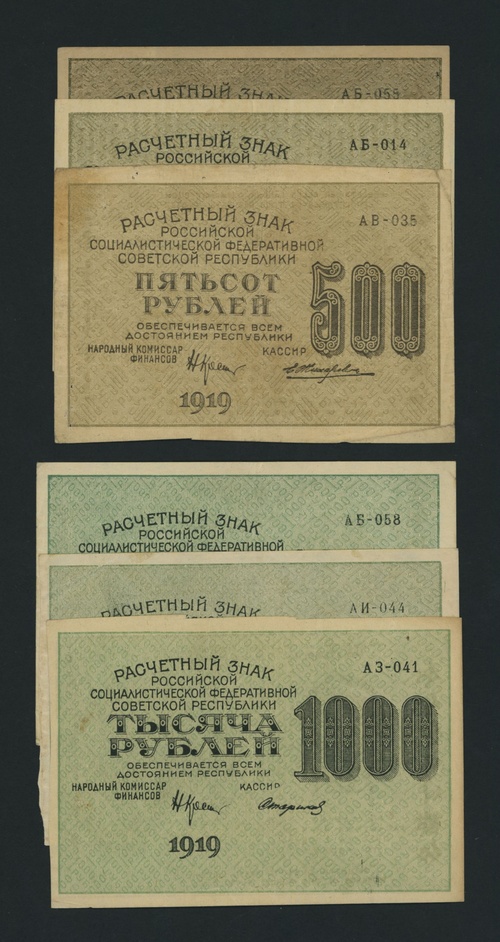 РАСЧЕТНЫЙ ЗНАК
АБ-055
РАСЧЕТНЫЙ ЗНАК
РОССИЙСКОЙ
АБ-014
РАСЧЕТНЫЙ ЗНАК
РОССИЙСКОЙ
СОЦИАЛИСТИЧЕСКОЙ ФЕДЕРАТИВНОЙ
СОВЕТСКОЙ РЕСПУБЛИКИ
АВ-035
ПЯТЬСОТ
РУБЛЕЙ
500
ОБЕСПЕЧИВАЕТСЯ ВСЕМ
ДОСТОЯНИЕМ РЕСПУБЛИКИ
НАРОДНЫЙ КОМИССАР
ФИНАНСОВ
КАССИР
1919
РАСЧЕТНЫЙ ЗНАК
РОССИЙСКОЙ
СОЦИАЛИСТИЧЕСКОЙ ФЕДЕРАТИВНОЙ
АБ-058
РАСЧЕТНЫЙ ЗНАК
АИ-044
РАСЧЕТНЫЙ ЗНАК
РОССИЙСКОЙ
СОЦИАЛИСТИЧЕСКОЙ ФЕДЕРАТИВНОЙ
СОВЕТСКОЙ РЕСПУБЛИКИ
АЗ-041
ТЫСЯЧА
РУБЛЕЙ
1000
ОБЕСПЕЧИВАЕТСЯ ВСЕМ
ДОСТОЯНИЕМ РЕСПУБЛИКИ
НАРОДНЫЙ КОМИССАР
ФИНАНСОВ
КАССИР
1919